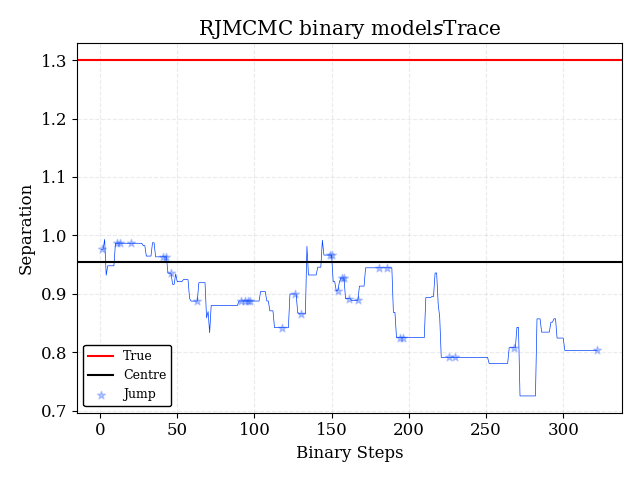 RJMCMC binary modelsTrace
1.3
1.2
1.1
1.0
0.9
0.8
0.7
Separation
True
Centre
Jump
0 50 100 150 200 250 300
Binary Steps